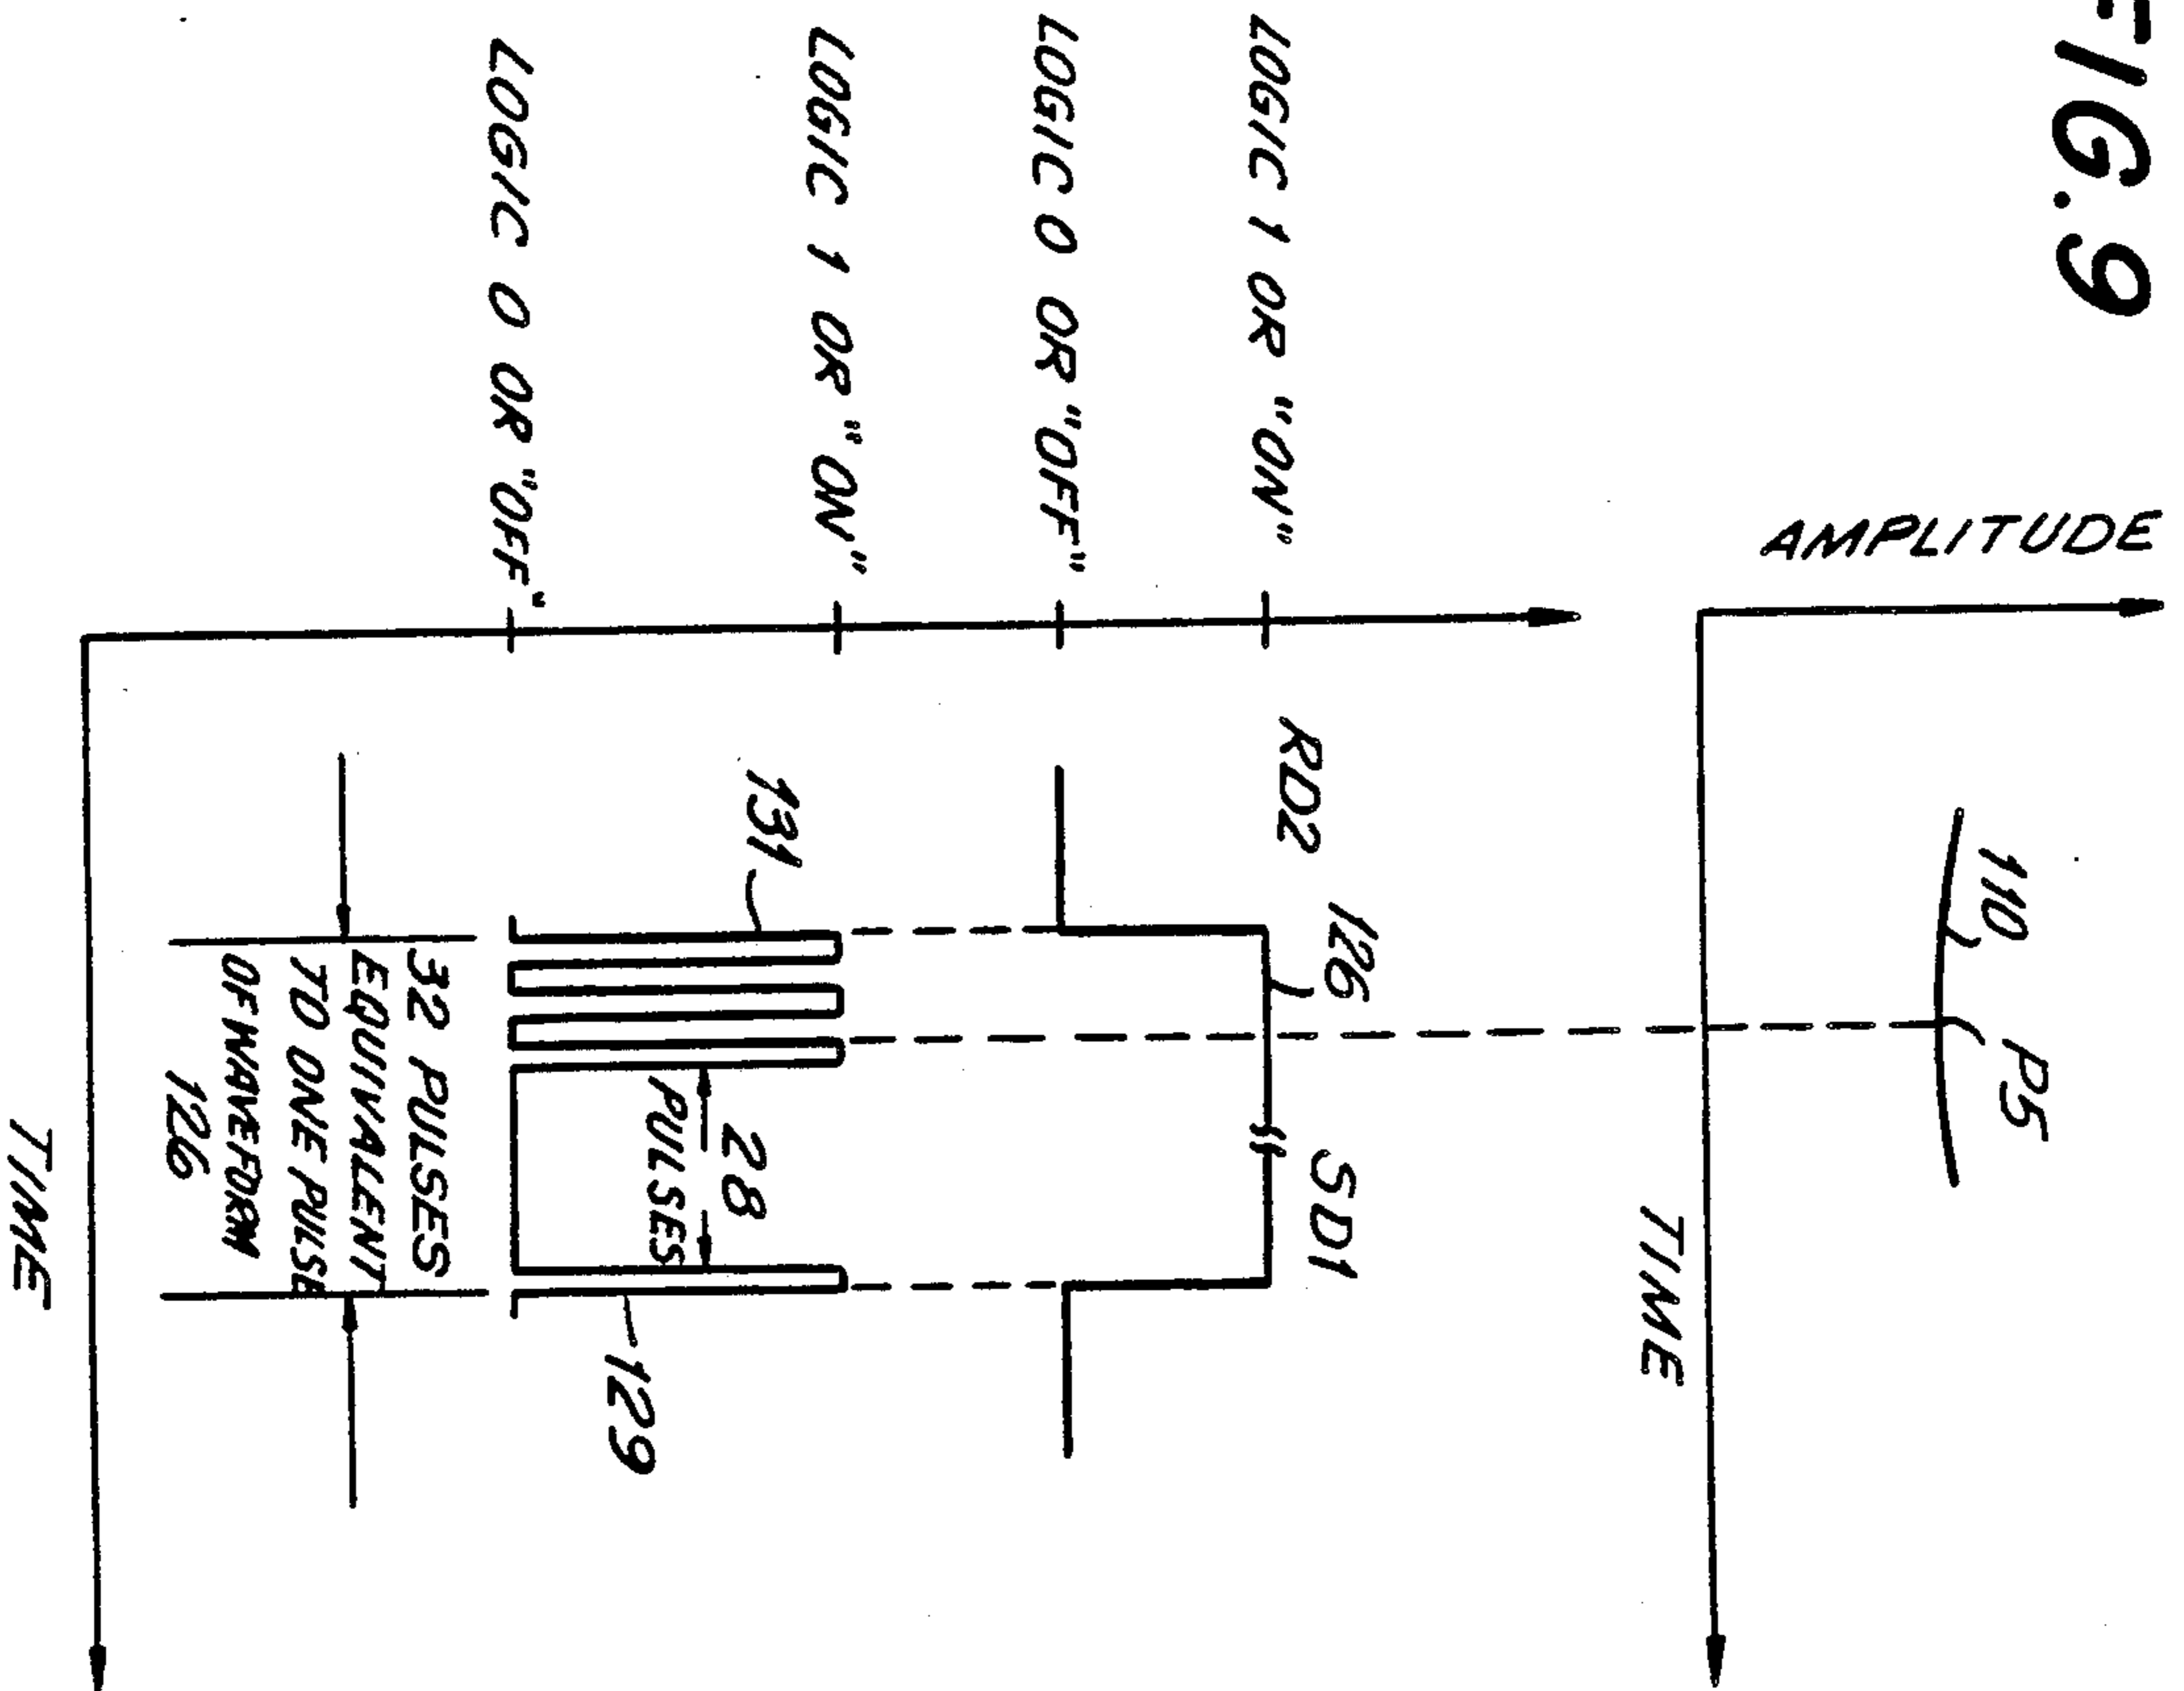 FIG. 9
AMPLITUDE
110
P5
TIME
LOGIC 1 OR "ON"
LOGIC 0 OR "OFF"
LOGIC 1 OR "ON"
LOGIC 0 OR "OFF"
RD2
126
SD1
131
28
PULSES
129
32 PULSES
EQUIVALENT
TO ONE PULSE
OF WAVEFORM
126
TIME